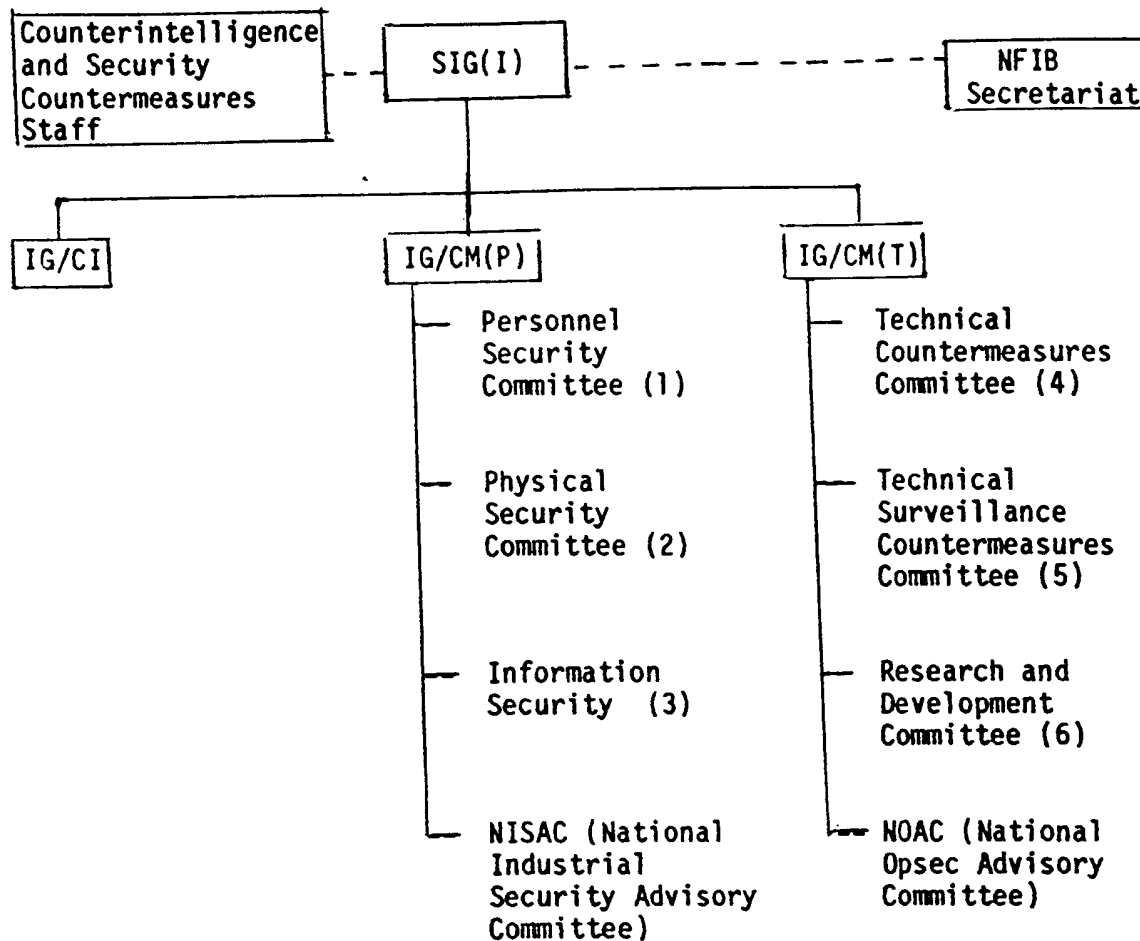 Counterintelligence
and Security
Countermeasures
Staff
SIG(I)
NFIB
Secretariat
IG/CI
IG/CM(P)
IG/CM(T)
Personnel
Security
Committee (1)
Physical
Security
Committee (2)
Information
Security (3)
NISAC (National
Industrial
Security Advisory
Committee)
Technical
Countermeasures
Committee (4)
Technical
Surveillance
Countermeasures
Committee (5)
Research and
Development
Committee (6)
NOAC (National
Opsec Advisory
Committee)